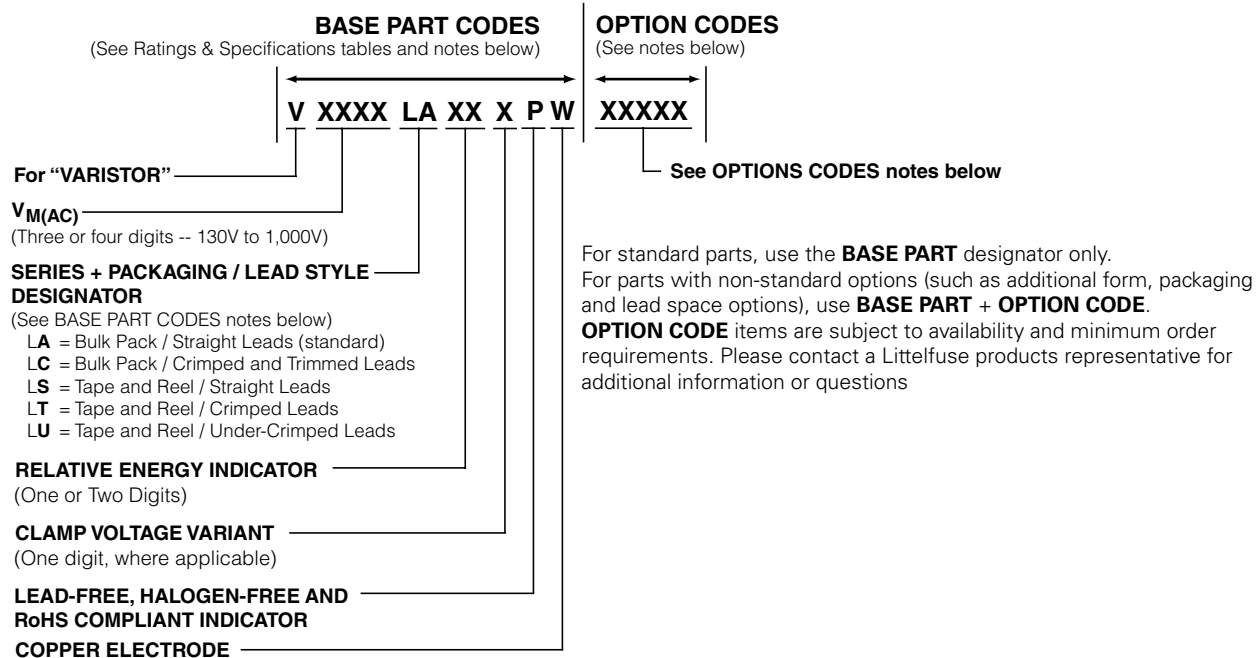 BASE PART CODES
(See Ratings & Specifications tables and notes below)
OPTION CODES
(See notes below)
V XXXX LA XX X P W XXXXX
For “VARISTOR”
See OPTIONS CODES notes below
VM(AC)
(Three or four digits -- 130V to 1,000V)
SERIES + PACKAGING / LEAD STYLE
DESIGNATOR
(See BASE PART CODES notes below)
LA = Bulk Pack / Straight Leads (standard)
LC = Bulk Pack / Crimped and Trimmed Leads
LS = Tape and Reel / Straight Leads
LT = Tape and Reel / Crimped Leads
LU = Tape and Reel / Under-Crimped Leads
RELATIVE ENERGY INDICATOR
(One or Two Digits)
CLAMP VOLTAGE VARIANT
(One digit, where applicable)
LEAD-FREE, HALOGEN-FREE AND
RoHS COMPLIANT INDICATOR
COPPER ELECTRODE
For standard parts, use the BASE PART designator only.
For parts with non-standard options (such as additional form, packaging
and lead space options), use BASE PART + OPTION CODE.
OPTION CODE items are subject to availability and minimum order
requirements. Please contact a Littelfuse products representative for
additional information or questions